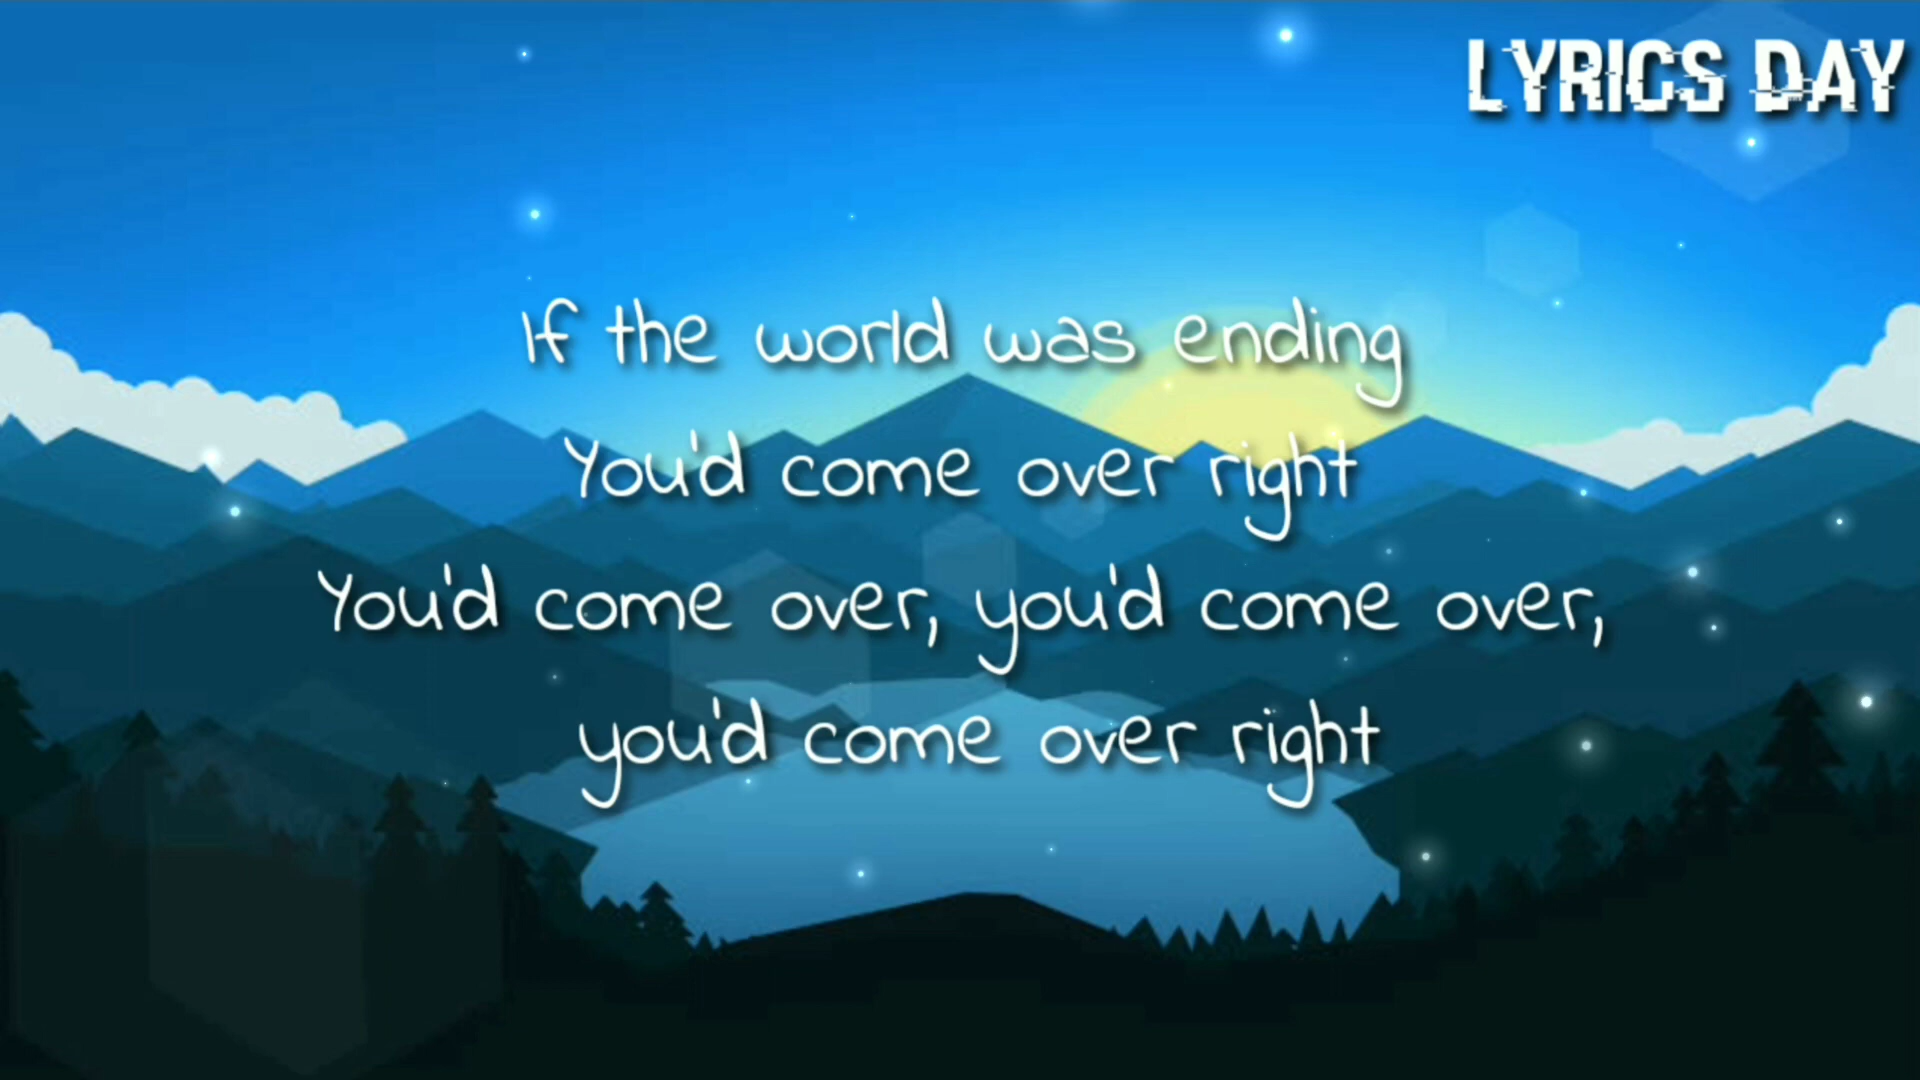 LYRICS DAY
If the world was ending
You'd come over right
You'd come over, you'd come over,
you'd come over right